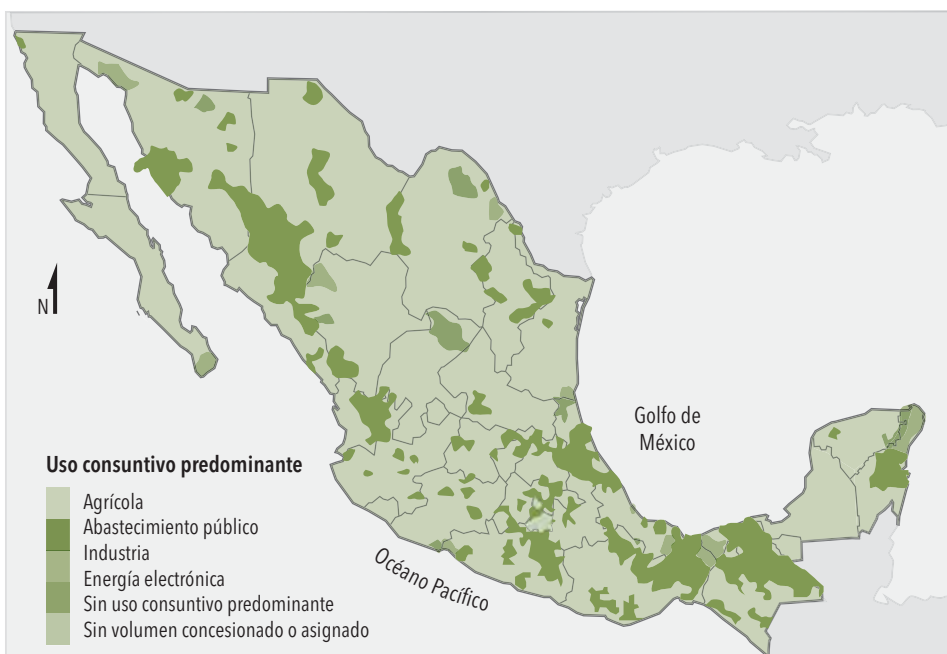 Golfo de
México
N
Océano Pacífico
Uso consuntivo predominante
Agrícola
Abastecimiento público
Industria
Energía electrónica
Sin uso consuntivo predominante
Sin volumen concesionado o asignado